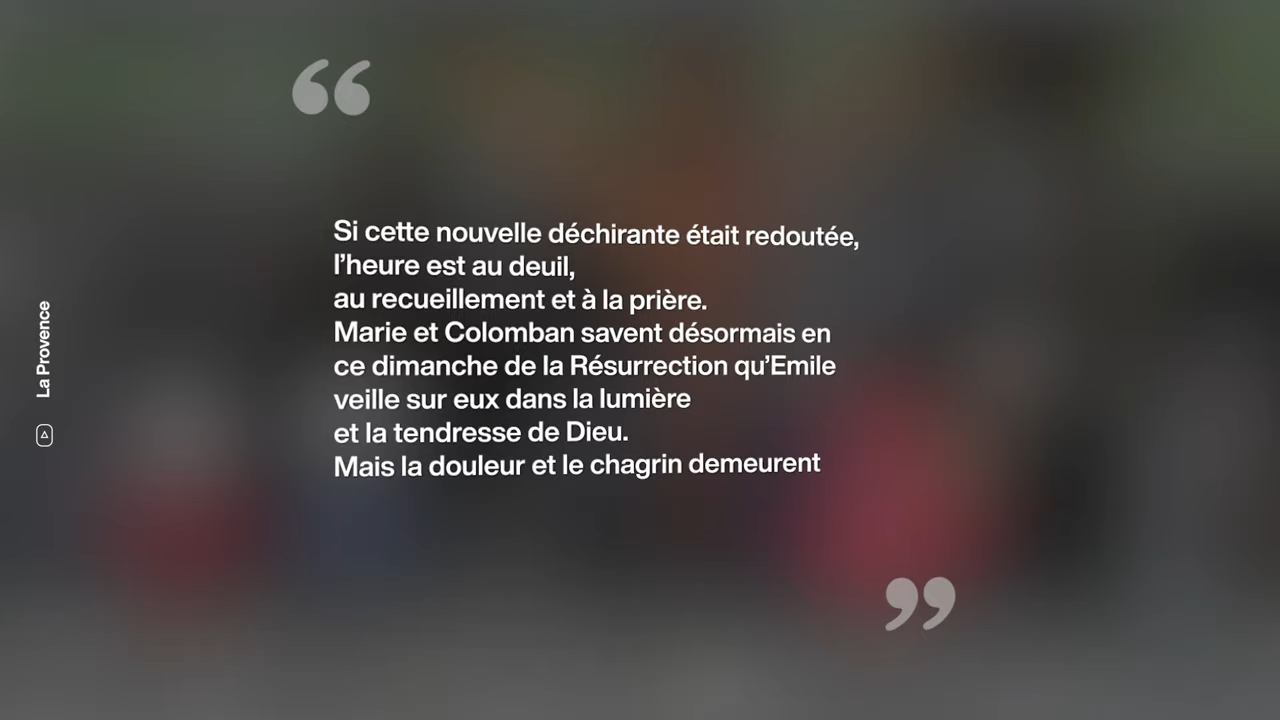 Si cette nouvelle déchirante était redoutée,
l’heure est au deuil,
au recueillement et à la prière.
Marie et Colomban savent désormais en
ce dimanche de la Résurrection qu’Emile
veille sur eux dans la lumière
et la tendresse de Dieu.
Mais la douleur et le chagrin demeurent
La Provence